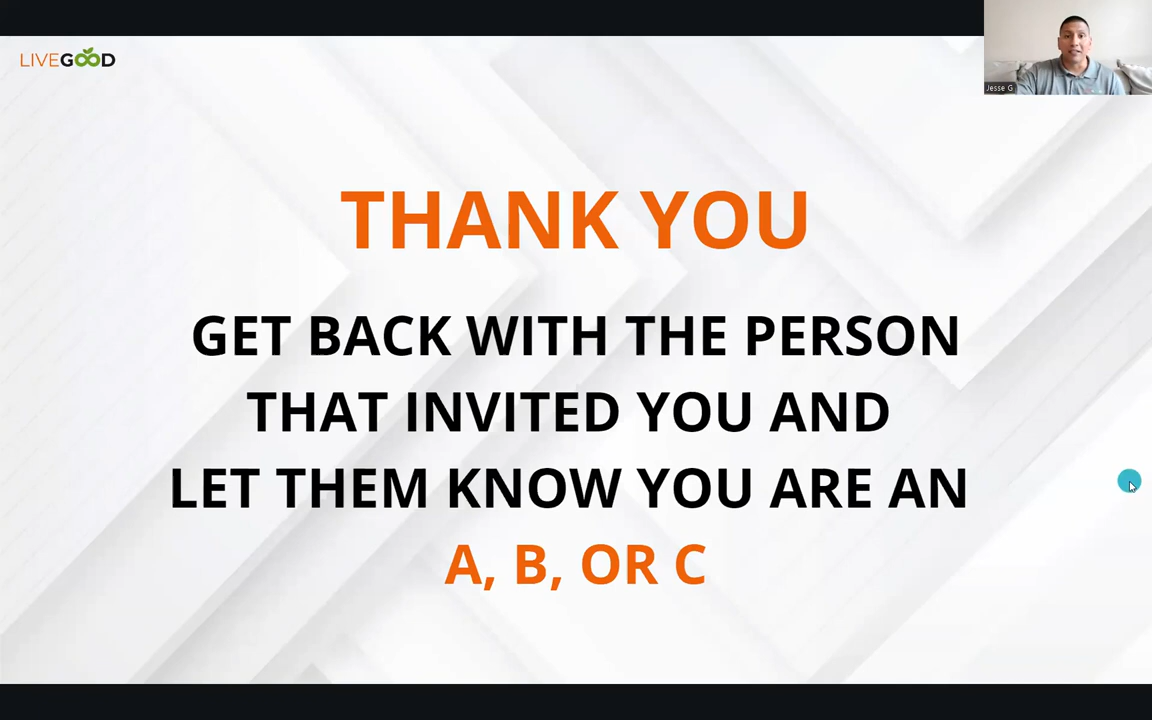 LIVEGOOD
Jesse G
THANK YOU
GET BACK WITH THE PERSON
THAT INVITED YOU AND
LET THEM KNOW YOU ARE AN
A, B, OR C